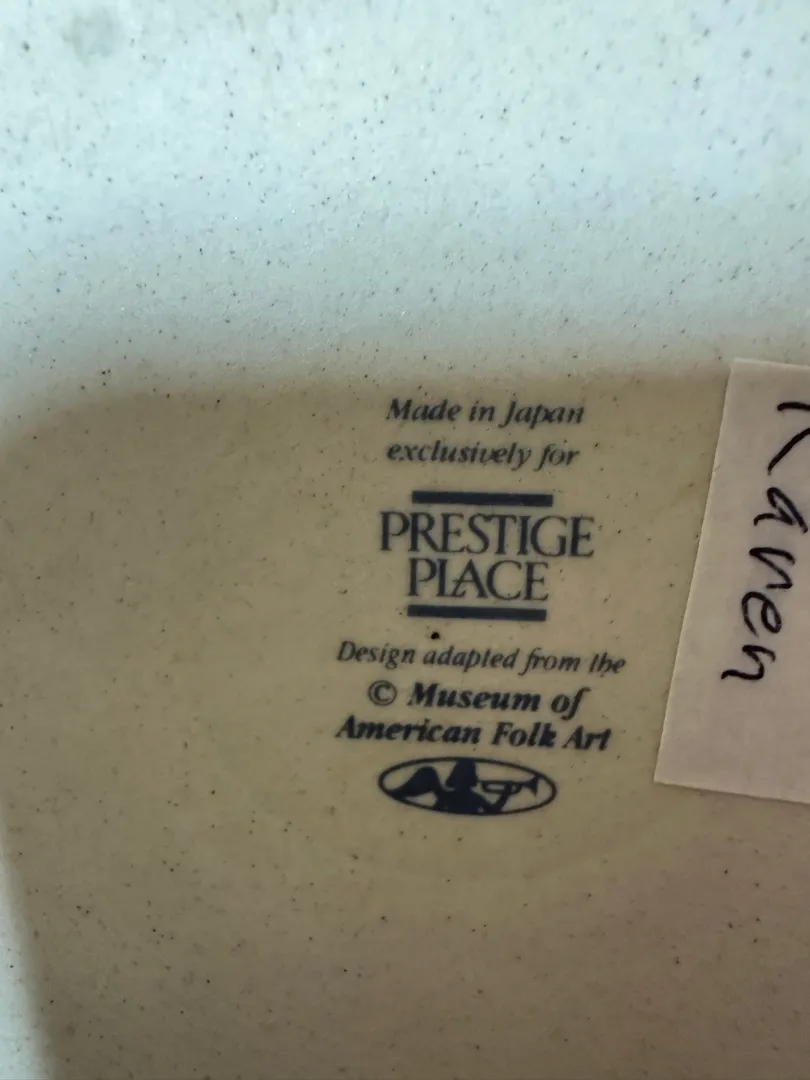 Made in Japan
exclusively for
PRESTIGE
PLACE
Design adapted from the
© Museum of
American Folk Art
Karen